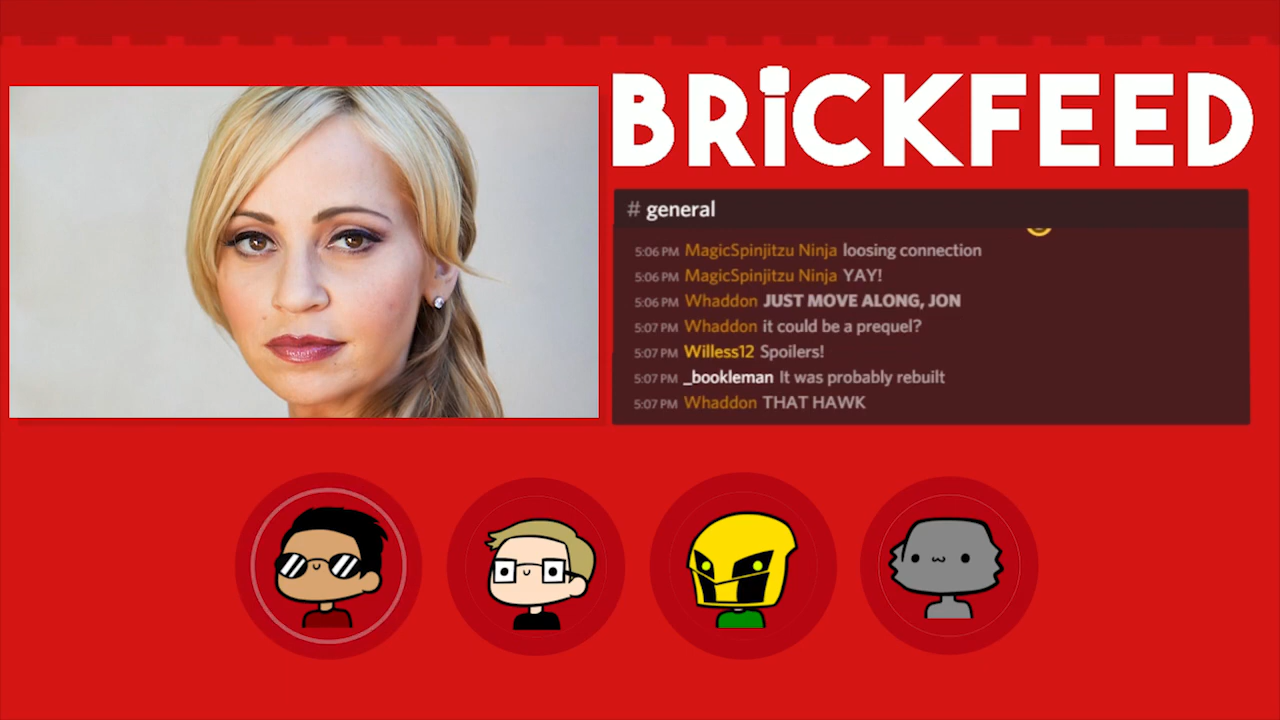 BRiCKFEED
# general
5:06 PM MagicSpinjitzu Ninja loosing connection
5:06 PM MagicSpinjitzu Ninja YAY!
5:06 PM Whaddon JUST MOVE ALONG, JON
5:07 PM Whaddon it could be a prequel?
5:07 PM Willess12 Spoilers!
5:07 PM _bookleman It was probably rebuilt
5:07 PM Whaddon THAT HAWK